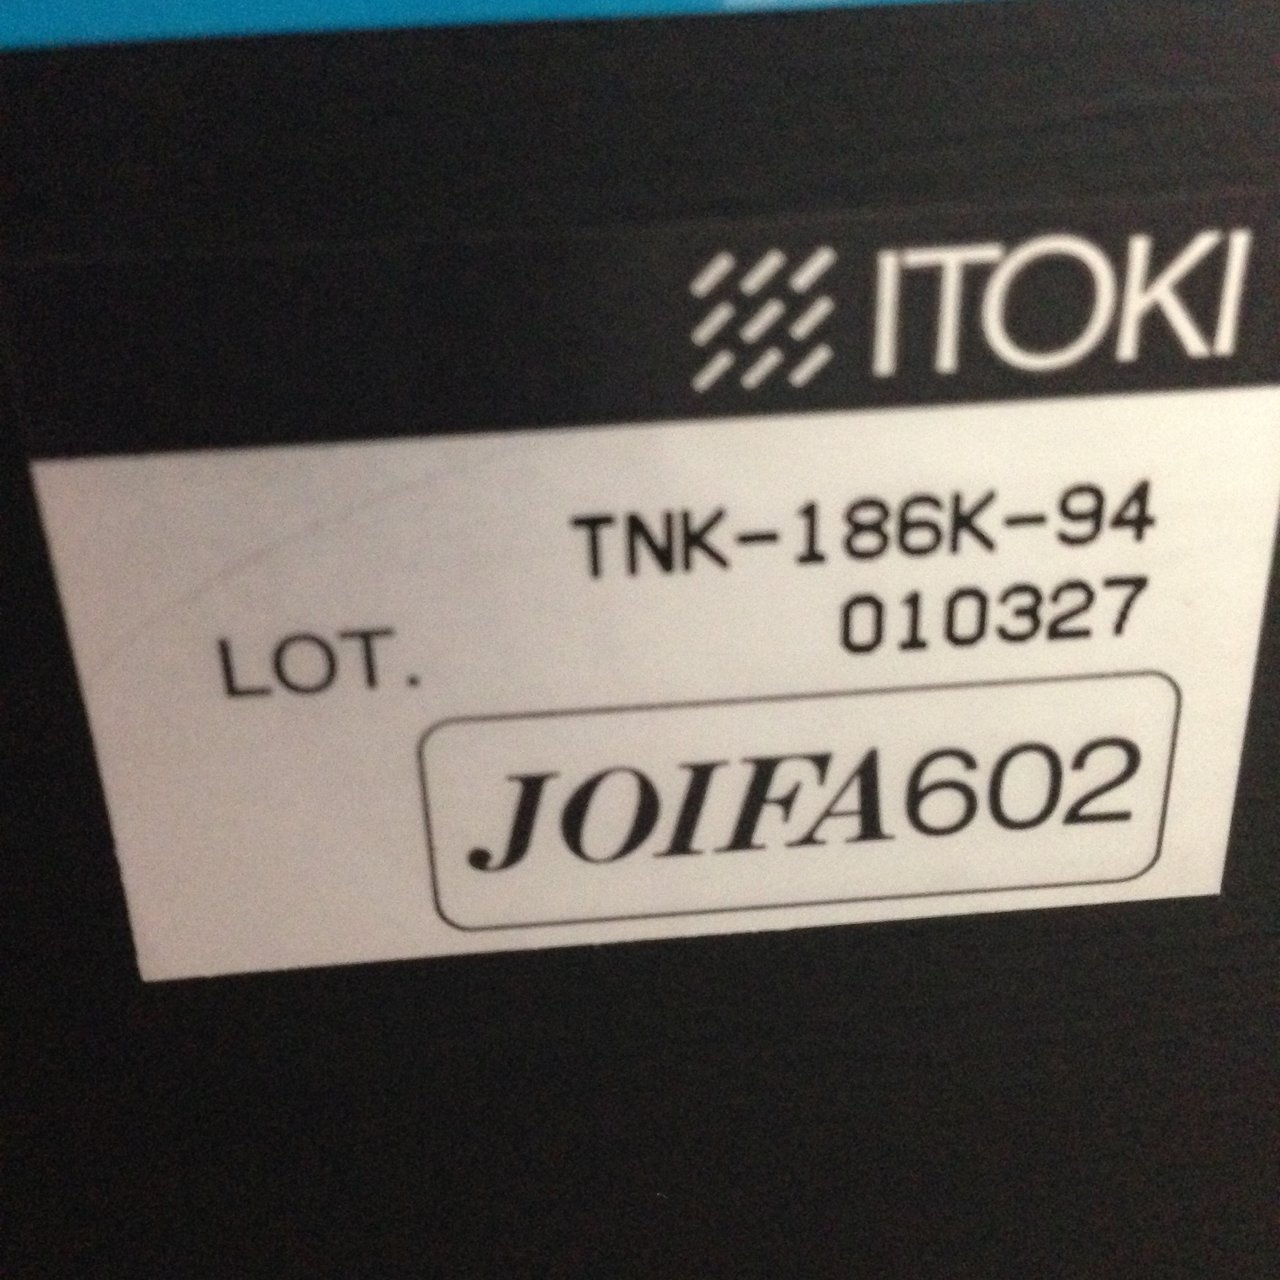 ITOKI
TNK-186K-94
LOT. 010327
JOIFA602